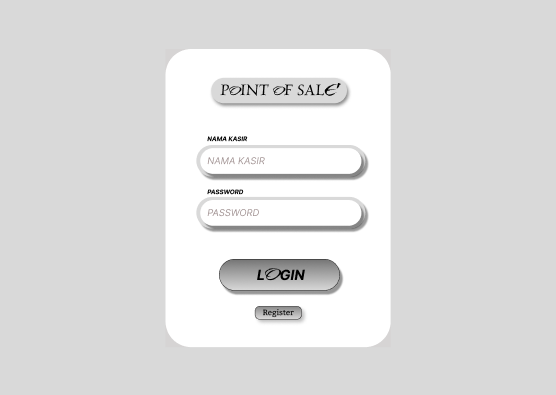 POINT OF SALE
NAMA KASIR
NAMA KASIR
PASSWORD
PASSWORD
LOGIN
Register